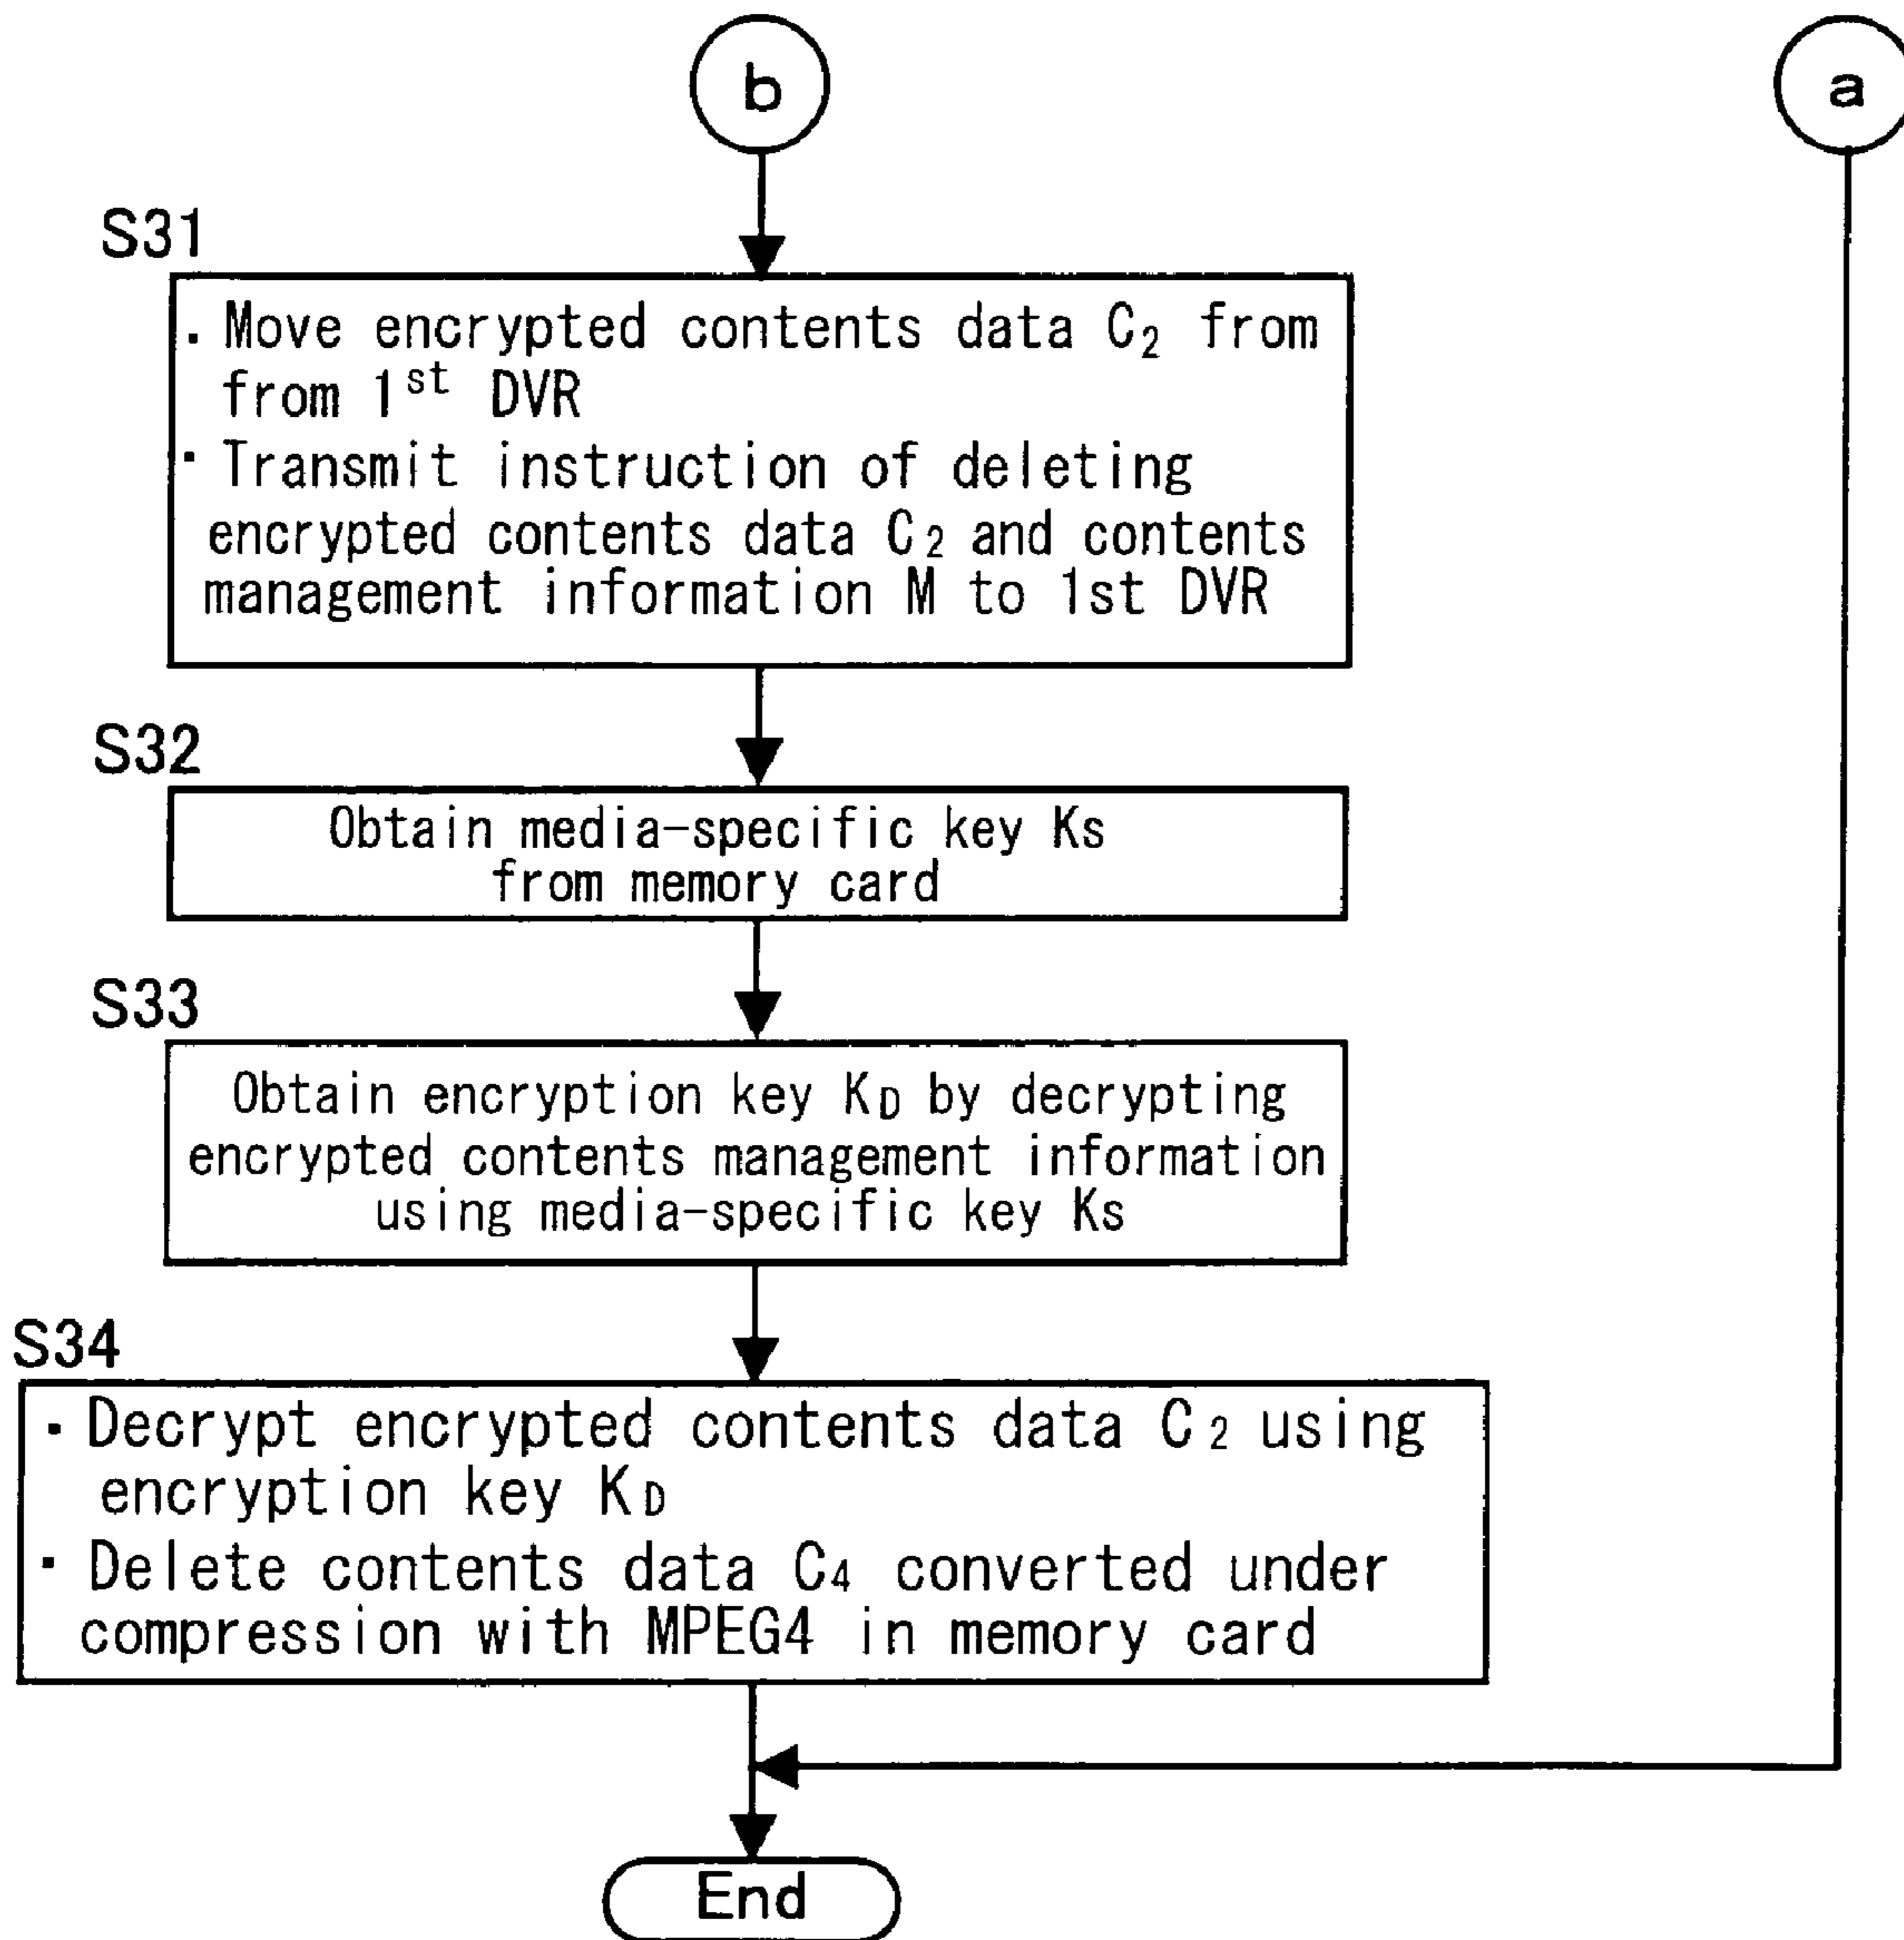 b
a
S31
· Move encrypted contents data C₂ from
from 1ˢᵗ DVR
· Transmit instruction of deleting
encrypted contents data C₂ and contents
management information M to 1st DVR
S32
Obtain media-specific key Ks
from memory card
S33
Obtain encryption key KD by decrypting
encrypted contents management information
using media-specific key Ks
S34
· Decrypt encrypted contents data C₂ using
encryption key KD
· Delete contents data C₄ converted under
compression with MPEG4 in memory card
End